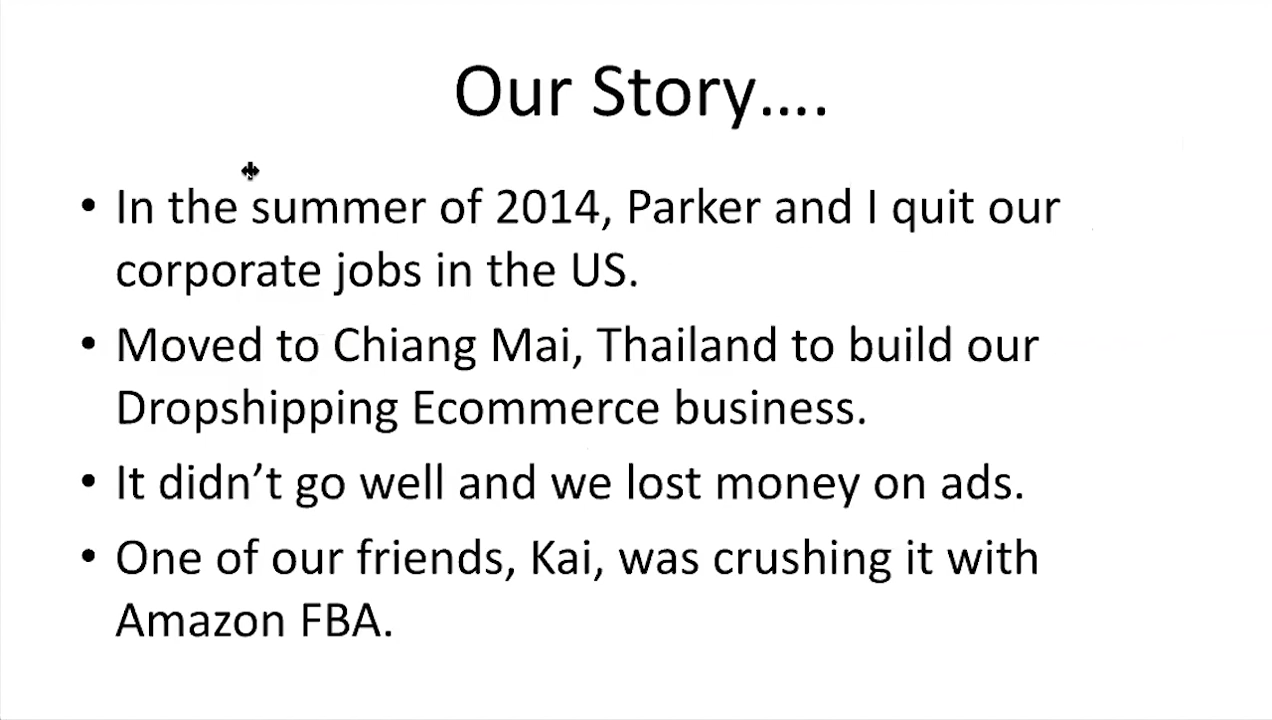 Our Story....
• In the summer of 2014, Parker and I quit our
corporate jobs in the US.
• Moved to Chiang Mai, Thailand to build our
Dropshipping Ecommerce business.
• It didn’t go well and we lost money on ads.
• One of our friends, Kai, was crushing it with
Amazon FBA.